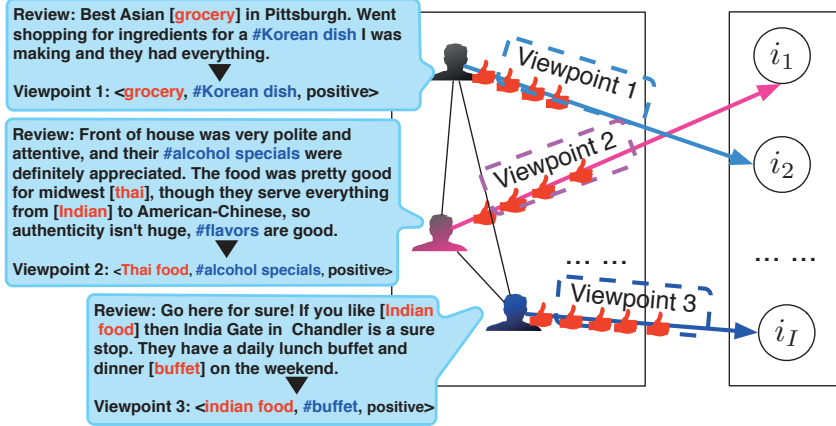 Review: Best Asian [grocery] in Pittsburgh. Went
shopping for ingredients for a #Korean dish I was
making and they had everything.
Viewpoint 1: <grocery, #Korean dish, positive>
Review: Front of house was very polite and
attentive, and their #alcohol specials were
definitely appreciated. The food was pretty good
for midwest [thai], though they serve everything
from [Indian] to American-Chinese, so
authenticity isn't huge, #flavors are good.
Viewpoint 2: <Thai food, #alcohol specials, positive>
Review: Go here for sure! If you like [Indian
food] then India Gate in Chandler is a sure
stop. They have a daily lunch buffet and
dinner [buffet] on the weekend.
Viewpoint 3: <indian food, #buffet, positive>
Viewpoint 1
Viewpoint 2
... ...
Viewpoint 3
i1
i2
... ...
iI